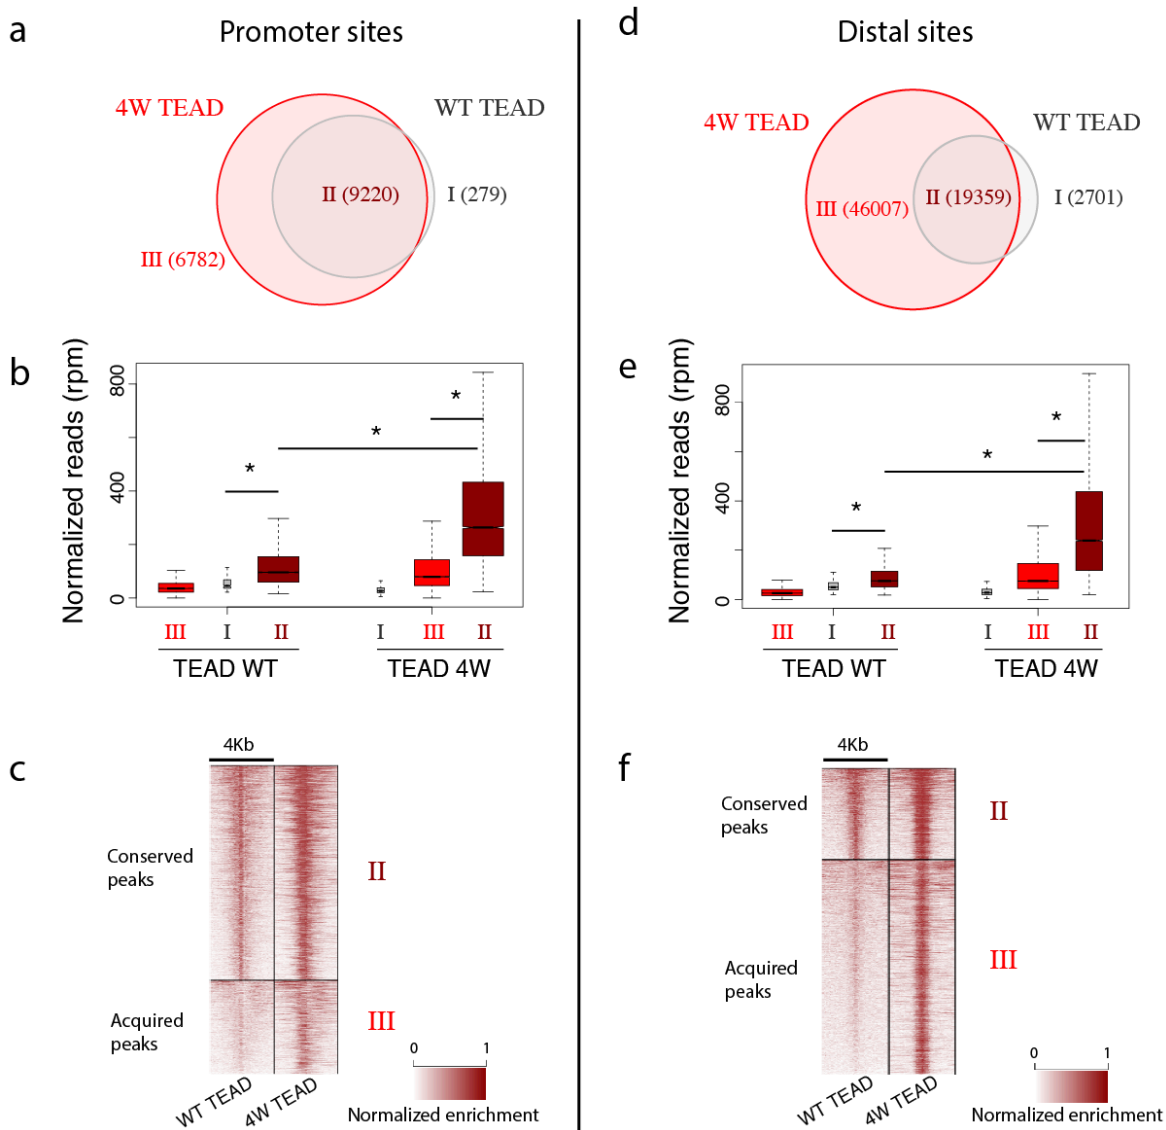 a
Promoter sites
4W TEAD
WT TEAD
II (9220)
I (279)
III (6782)
b
Normalized reads (rpm)
800
400
0
*
*
*
III I II I III II
TEAD WT TEAD 4W
c
4Kb
Conserved
peaks
II
Acquired
peaks
III
WT TEAD
4W TEAD
0 1
Normalized enrichment
d
Distal sites
4W TEAD
WT TEAD
III (46007)
II (19359)
I (2701)
e
Normalized reads (rpm)
800
400
0
*
*
*
III I II I III II
TEAD WT TEAD 4W
f
4Kb
Conserved
peaks
II
Acquired
peaks
III
WT TEAD
4W TEAD
0 1
Normalized enrichment